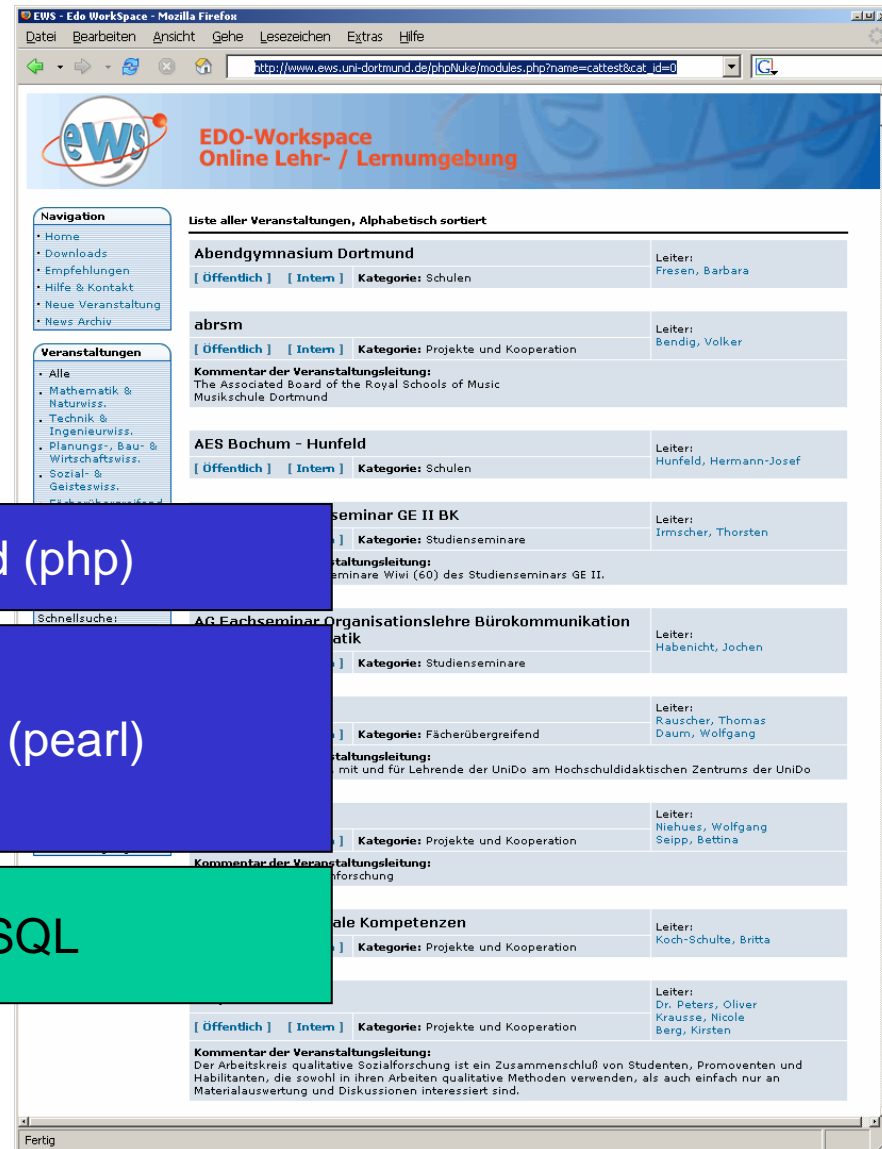 EWS - Edo WorkSpace - Mozilla Firefox
Datei Bearbeiten Ansicht Gehe Lesezeichen Extras Hilfe
http://www.ews.uni-dortmund.de/phpNuke/modules.php?name=cattest&cat_id=0
eWS
EDO-Workspace
Online Lehr- / Lernumgebung
Navigation
• Home
• Downloads
• Empfehlungen
• Hilfe & Kontakt
• Neue Veranstaltung
• News Archiv
Veranstaltungen
• Alle
• Mathematik &
Naturwiss.
• Technik &
Ingenieurwiss.
• Planungs-, Bau- &
Wirtschaftswiss.
• Sozial- &
Geisteswiss.
Schnellsuche:
(php)
(pearl)
SQL
Liste aller Veranstaltungen, Alphabetisch sortiert
Abendgymnasium Dortmund
[ Öffentlich ] [ Intern ] Kategorie: Schulen
Leiter:
Fresen, Barbara
abrsm
[ Öffentlich ] [ Intern ] Kategorie: Projekte und Kooperation
Leiter:
Bendig, Volker
Kommentar der Veranstaltungsleitung:
The Associated Board of the Royal Schools of Music
Musikschule Dortmund
AES Bochum - Hunfeld
[ Öffentlich ] [ Intern ] Kategorie: Schulen
Leiter:
Hunfeld, Hermann-Josef
seminar GE II BK
] Kategorie: Studienseminare
Leiter:
Irmscher, Thorsten
staltungsleitung:
eminare Wiwi (60) des Studienseminars GE II.
AG Fachseminar Organisationslehre Bürokommunikation
atik
] Kategorie: Studienseminare
Leiter:
Habenicht, Jochen
] Kategorie: Fächerübergreifend
Leiter:
Rauscher, Thomas
Daum, Wolfgang
staltungsleitung:
mit und für Lehrende der UniDo am Hochschuldidaktischen Zentrums der UniDo
] Kategorie: Projekte und Kooperation
Leiter:
Niehues, Wolfgang
Seipp, Bettina
Kommentar der Veranstaltungsleitung:
nforschung
ale Kompetenzen
] Kategorie: Projekte und Kooperation
Leiter:
Koch-Schulte, Britta
[ Öffentlich ] [ Intern ] Kategorie: Projekte und Kooperation
Leiter:
Dr. Peters, Oliver
Krausse, Nicole
Berg, Kirsten
Kommentar der Veranstaltungsleitung:
Der Arbeitskreis qualitative Sozialforschung ist ein Zusammenschluß von Studenten, Promoventen und
Habilitanten, die sowohl in ihren Arbeiten qualitative Methoden verwenden, als auch einfach nur an
Materialauswertung und Diskussionen interessiert sind.
Fertig